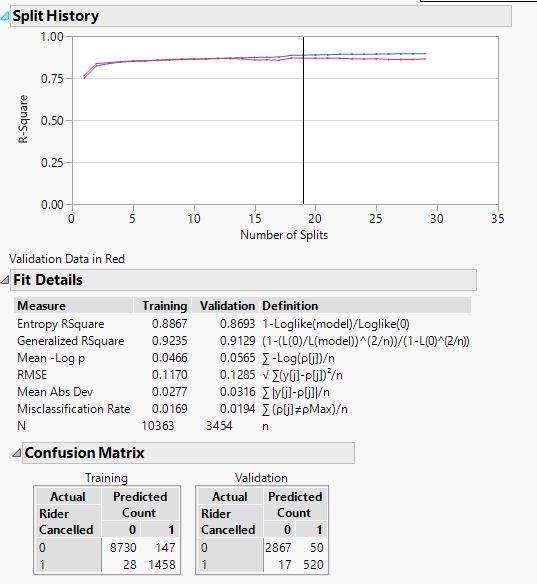 Split History
1.00
0.75
0.50
0.25
0.00
R-Square
0 5 10 15 20 25 30 35
Number of Splits
Validation Data in Red
Fit Details
Measure Training Validation Definition
Entropy RSquare 0.8867 0.8693 1-Loglike(model)/Loglike(0)
Generalized RSquare 0.9235 0.9129 (1-(L(0)/L(model))^(2/n))/(1-L(0)^(2/n))
Mean -Log p 0.0466 0.0565 ∑ -Log(ρ[j])/n
RMSE 0.1170 0.1285 √ ∑(y[j]-ρ[j])²/n
Mean Abs Dev 0.0277 0.0316 ∑ |y[j]-ρ[j]|/n
Misclassification Rate 0.0169 0.0194 ∑ (ρ[j]≠ρMax)/n
N 10363 3454 n
Confusion Matrix
Training Validation
Actual Predicted Actual Predicted
Rider Count Rider Count
Cancelled 0 1 Cancelled 0 1
0 8730 147 0 2867 50
1 28 1458 1 17 520